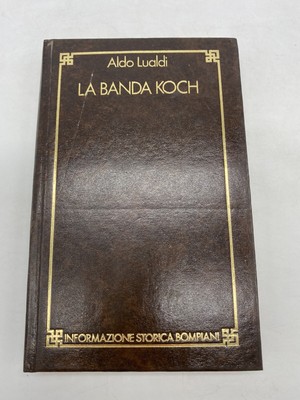 Aldo Lualdi
LA BANDA KOCH
INFORMAZIONE STORICA BOMPIANI